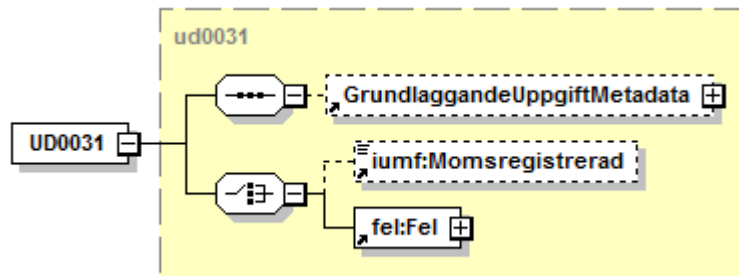 ud0031
GrundlaggandeUppgiftMetadata
UD0031
iumf:Momsregistrerad
fel:Fel